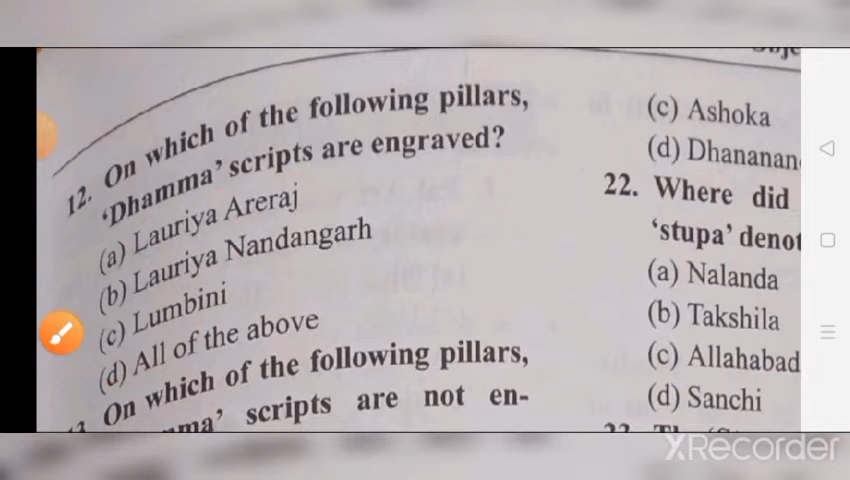 12. On which of the following pillars,
‘Dhamma’ scripts are engraved?
(a) Lauriya Areraj
(b) Lauriya Nandangarh
(c) Lumbini
(d) All of the above
On which of the following pillars,
scripts are not en-
(c) Ashoka
(d) Dhananan
22. Where did
‘stupa’ denot
(a) Nalanda
(b) Takshila
(c) Allahabad
(d) Sanchi
XRecorder